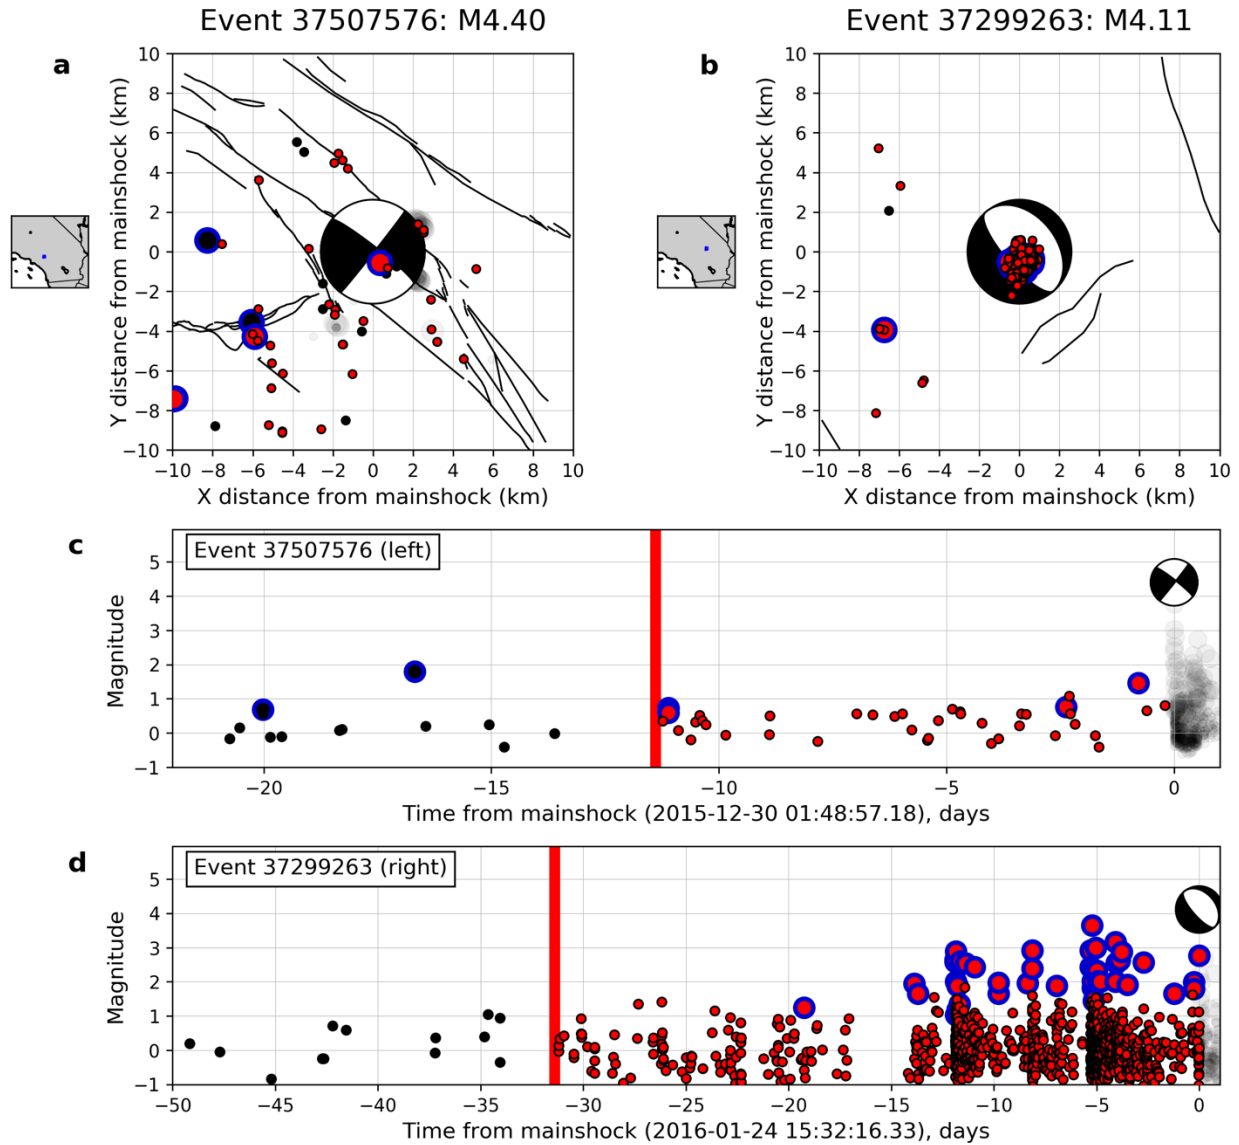 Event 37507576: M4.40
Event 37299263: M4.11
a
b
10
8
6
4
2
0
−2
−4
−6
−8
−10
Y distance from mainshock (km)
−10 −8 −6 −4 −2 0 2 4 6 8 10
X distance from mainshock (km)
10
8
6
4
2
0
−2
−4
−6
−8
−10
Y distance from mainshock (km)
−10 −8 −6 −4 −2 0 2 4 6 8 10
X distance from mainshock (km)
c
Event 37507576 (left)
5
4
3
2
1
0
−1
Magnitude
−20 −15 −10 −5 0
Time from mainshock (2015-12-30 01:48:57.18), days
d
Event 37299263 (right)
5
4
3
2
1
0
−1
Magnitude
−50 −45 −40 −35 −30 −25 −20 −15 −10 −5 0
Time from mainshock (2016-01-24 15:32:16.33), days